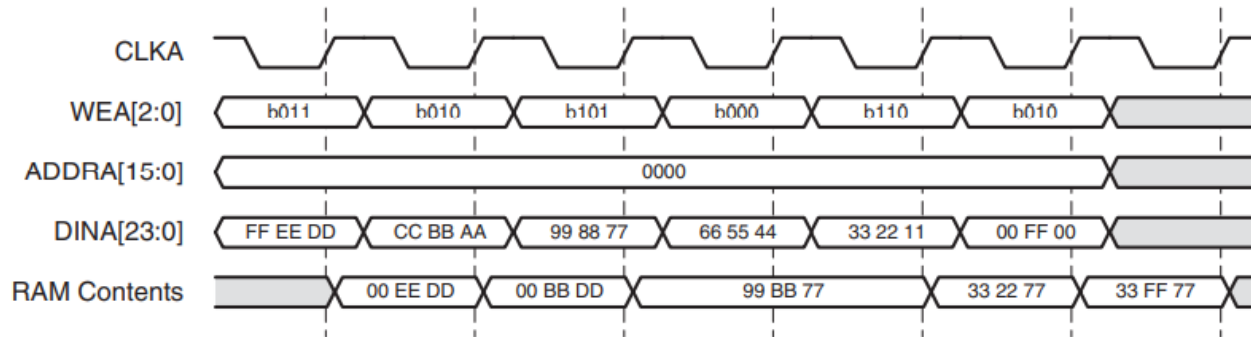 CLKA
WEA[2:0] b011 b010 b101 b000 b110 b010
ADDRA[15:0] 0000
DINA[23:0] FF EE DD CC BB AA 99 88 77 66 55 44 33 22 11 00 FF 00
RAM Contents 00 EE DD 00 BB DD 99 BB 77 33 22 77 33 FF 77